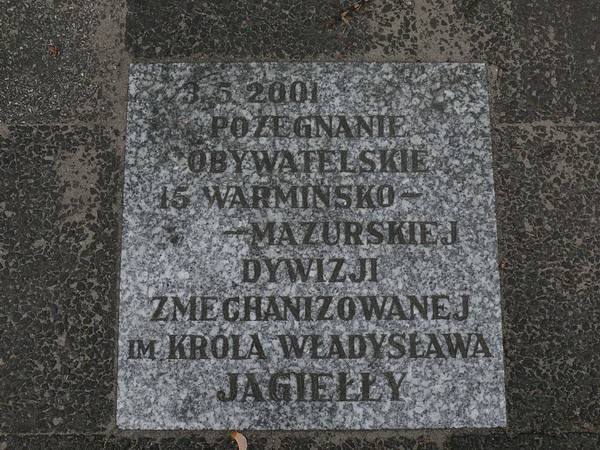 3.5.2001
POŻEGNANIE
OBYWATELSKIE
15 WARMIŃSKO-
-MAZURSKIEJ
DYWIZJI
ZMECHANIZOWANEJ
IM KRÓLA WŁADYSŁAWA
JAGIEŁŁY